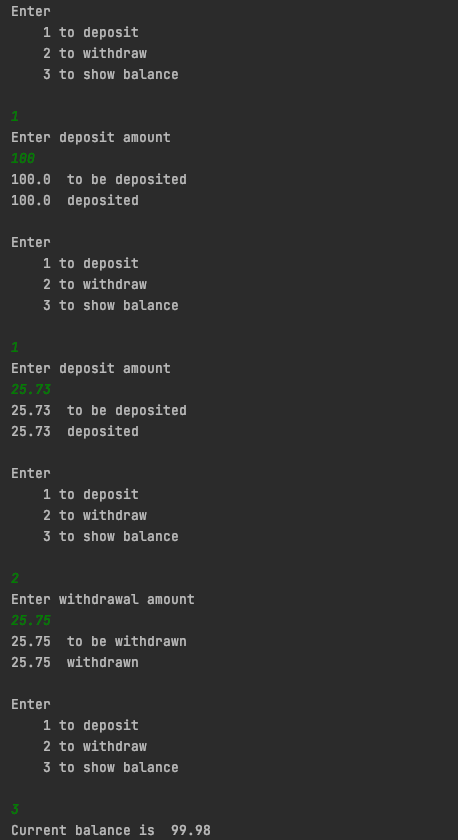 Enter
    1 to deposit
    2 to withdraw
    3 to show balance

1
Enter deposit amount
100
100.0  to be deposited
100.0  deposited

Enter
    1 to deposit
    2 to withdraw
    3 to show balance

1
Enter deposit amount
25.73
25.73  to be deposited
25.73  deposited

Enter
    1 to deposit
    2 to withdraw
    3 to show balance

2
Enter withdrawal amount
25.75
25.75  to be withdrawn
25.75  withdrawn

Enter
    1 to deposit
    2 to withdraw
    3 to show balance

3
Current balance is  99.98